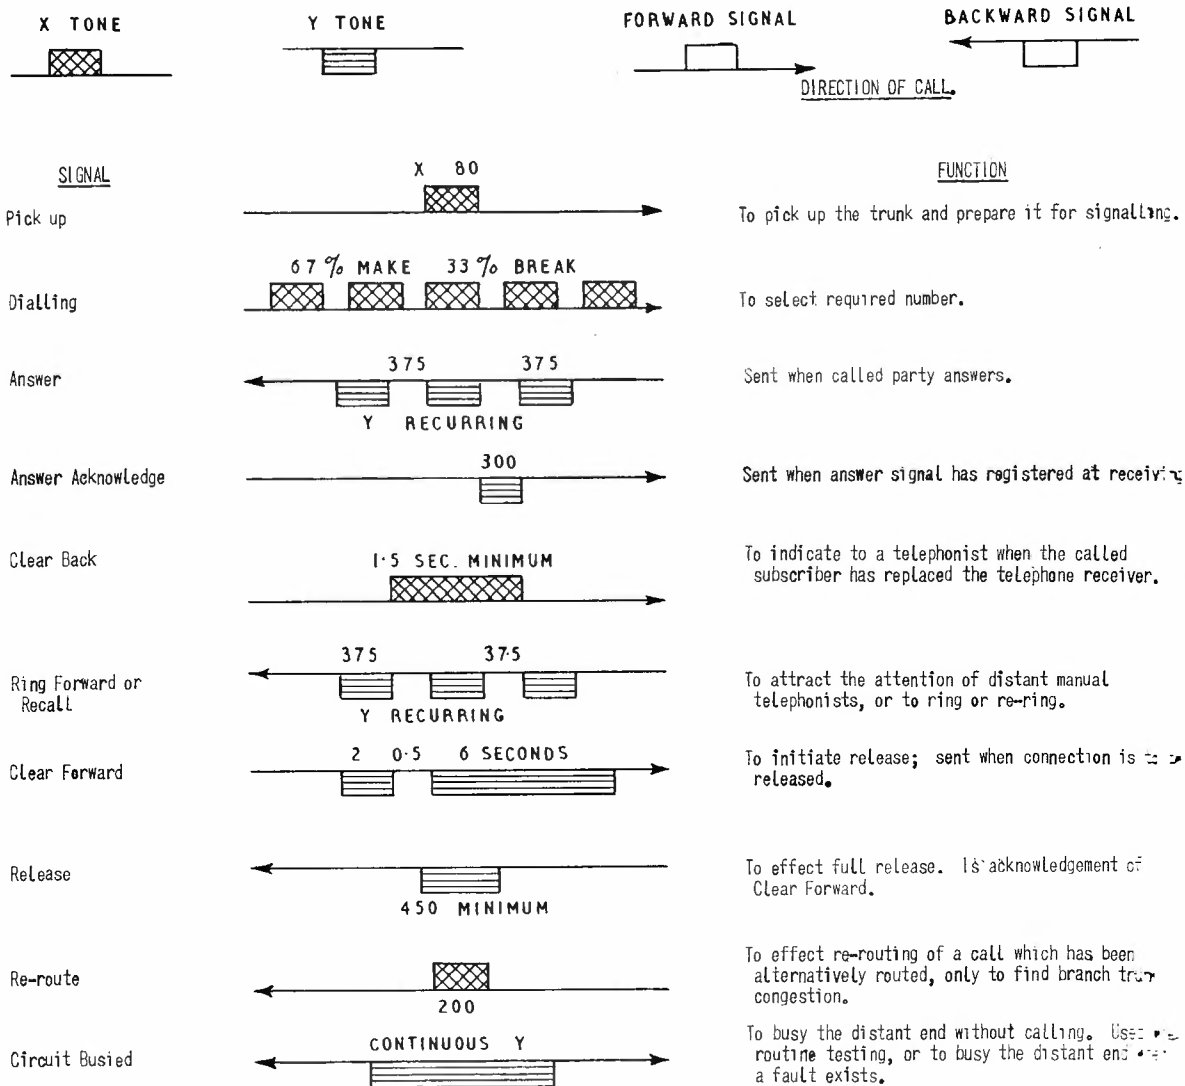 X TONE
Y TONE
FORWARD SIGNAL
BACKWARD SIGNAL
DIRECTION OF CALL.
SIGNAL
FUNCTION
Pick up
X 80
To pick up the trunk and prepare it for signalling.
Dialling
67% MAKE 33% BREAK
To select required number.
Answer
375 375
Y RECURRING
Sent when called party answers.
Answer Acknowledge
300
Sent when answer signal has registered at
Clear Back
1·5 SEC. MINIMUM
To indicate to a telephonist when the called
subscriber has replaced the telephone receiver.
Ring Forward or
Recall
375 37·5
Y RECURRING
To attract the attention of distant manual
telephonists, or to ring or re-ring.
Clear Forward
2 0·5 6 SECONDS
To initiate release; sent when connection is
released.
Release
450 MINIMUM
To effect full release. Is acknowledgement of
Clear Forward.
Re-route
200
To effect re-routing of a call which has been
alternatively routed, only to find branch
congestion.
Circuit Busied
CONTINUOUS Y
To busy the distant end without calling.
routine testing, or to busy the distant end
a fault exists.